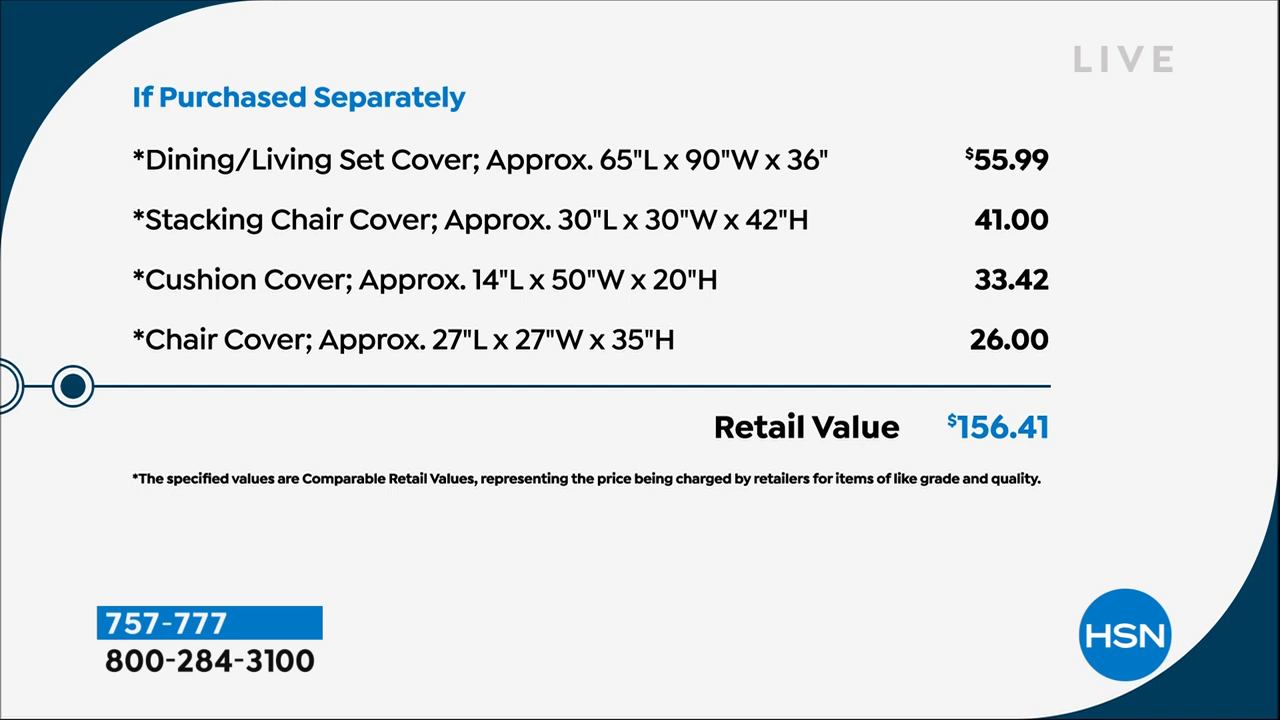 LIVE
If Purchased Separately
*Dining/Living Set Cover; Approx. 65"L x 90"W x 36" $55.99
*Stacking Chair Cover; Approx. 30"L x 30"W x 42"H 41.00
*Cushion Cover; Approx. 14"L x 50"W x 20"H 33.42
*Chair Cover; Approx. 27"L x 27"W x 35"H 26.00
Retail Value $156.41
*The specified values are Comparable Retail Values, representing the price being charged by retailers for items of like grade and quality.
757-777
800-284-3100
HSN